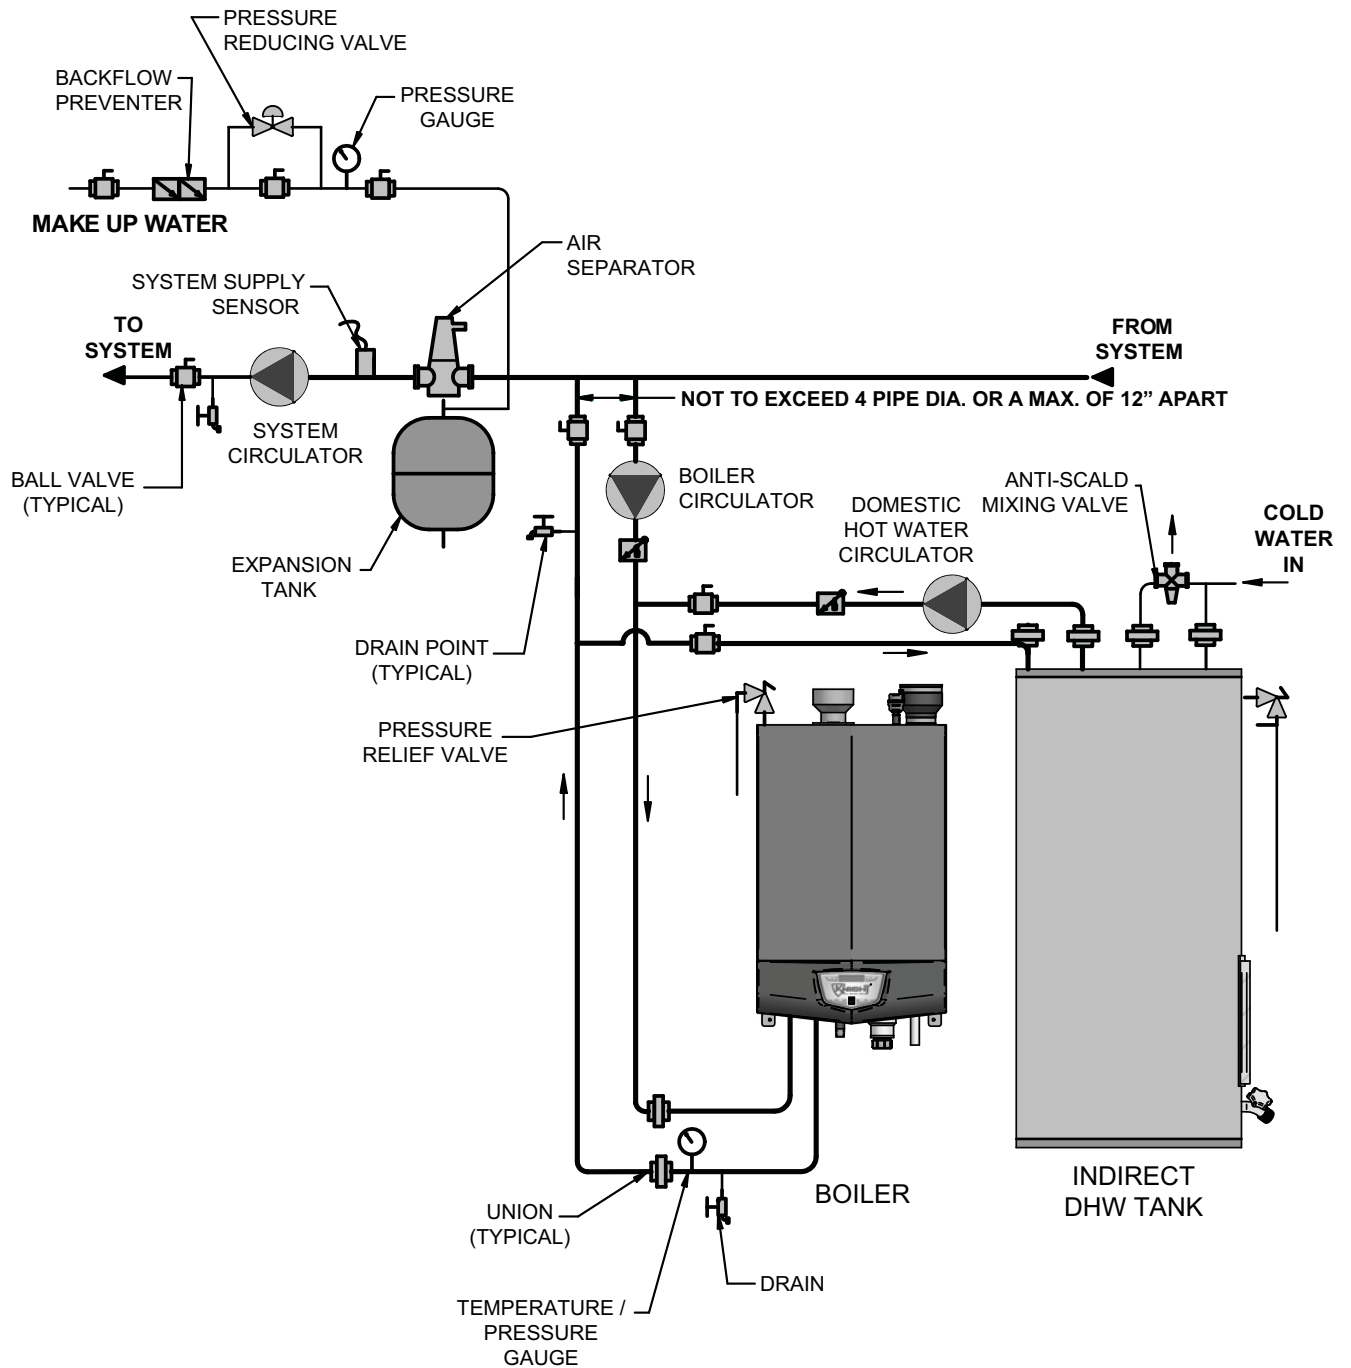 PRESSURE
REDUCING VALVE
BACKFLOW
PREVENTER
PRESSURE
GAUGE
MAKE UP WATER
AIR
SEPARATOR
SYSTEM SUPPLY
SENSOR
TO
SYSTEM
FROM
SYSTEM
NOT TO EXCEED 4 PIPE DIA. OR A MAX. OF 12” APART
SYSTEM
CIRCULATOR
BALL VALVE
(TYPICAL)
BOILER
CIRCULATOR
ANTI-SCALD
MIXING VALVE
DOMESTIC
HOT WATER
CIRCULATOR
COLD
WATER
IN
EXPANSION
TANK
DRAIN POINT
(TYPICAL)
PRESSURE
RELIEF VALVE
KNIGHT
INDIRECT
DHW TANK
BOILER
UNION
(TYPICAL)
DRAIN
TEMPERATURE /
PRESSURE
GAUGE